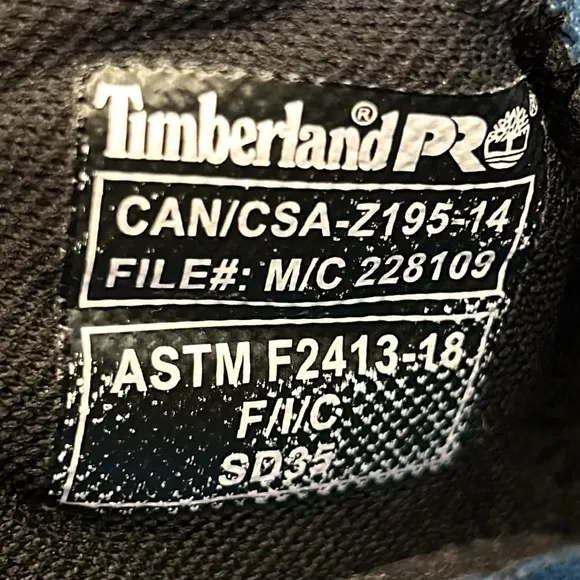 Timberland® PRO®
CAN/CSA-Z195-14
FILE#: M/C 228109
ASTM F2413-18
F/I/C
SD35